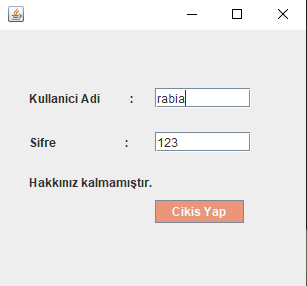 Kullanici Adi : rabia
Sifre : 123
Hakkınız kalmamıştır.
Cikis Yap